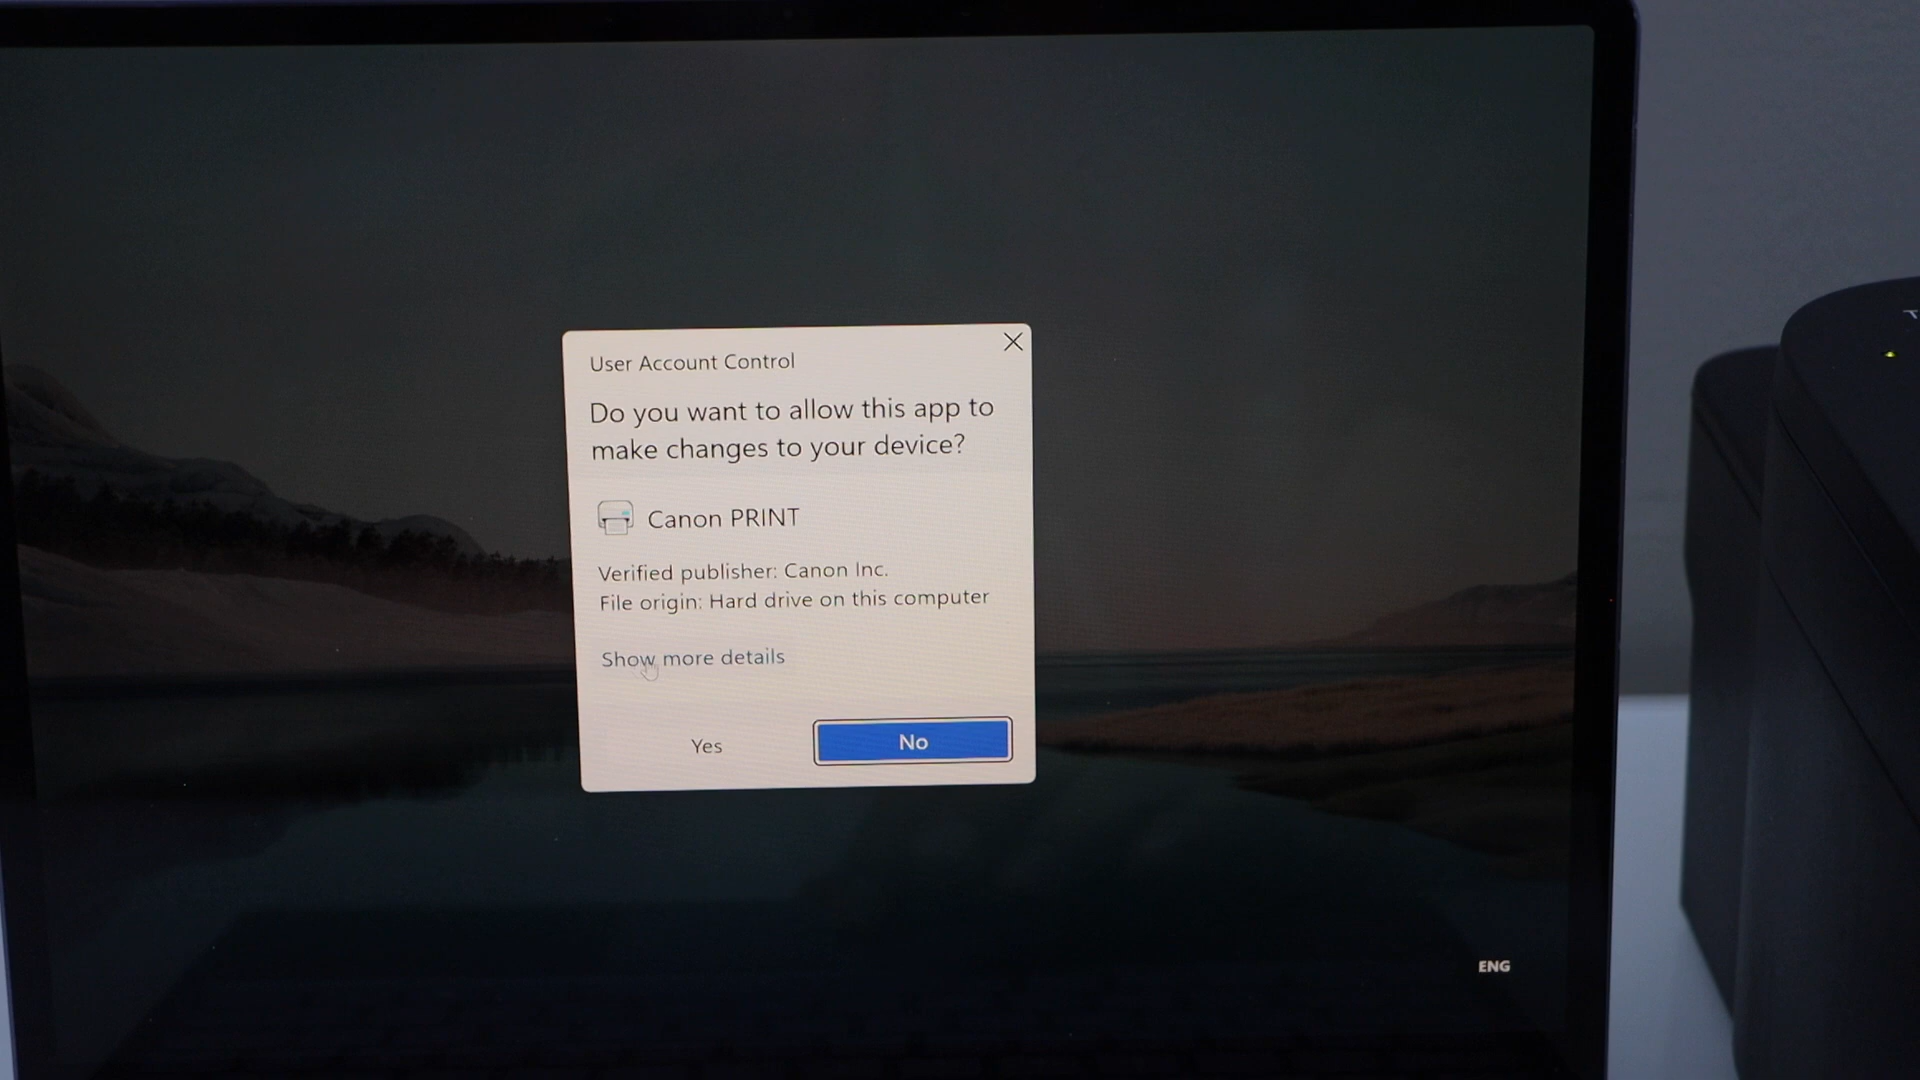 User Account Control
Do you want to allow this app to
make changes to your device?
Canon PRINT
Verified publisher: Canon Inc.
File origin: Hard drive on this computer
Show more details
Yes
No
ENG